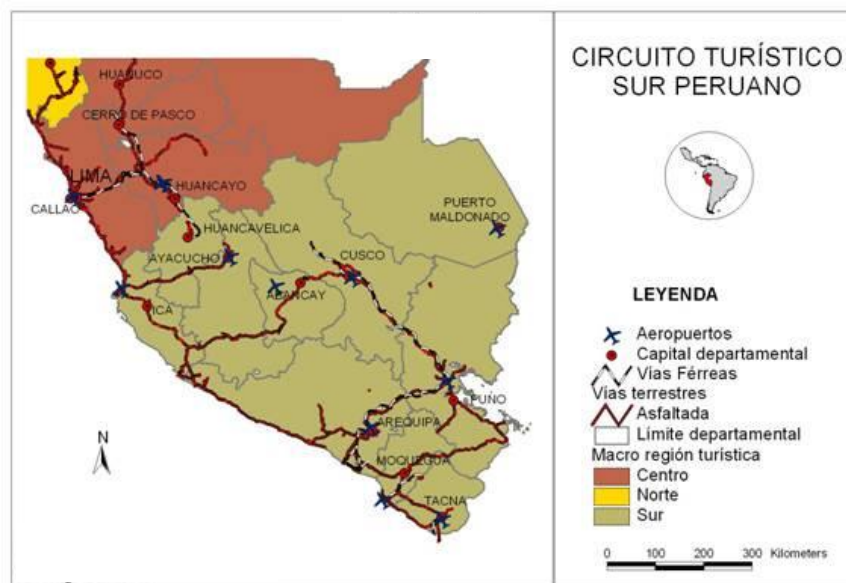 HUANUCO
CERRO DE PASCO
LIMA
HUANCAYO
CALLAO
HUANCAVELICA
AYACUCHO
CUSCO
PUERTO
MALDONADO
ABANCAY
ICA
PUÑO
AREQUIPA
MOQUEGUA
TACNA
N
CIRCUITO TURÍSTICO
SUR PERUANO
LEYENDA
Aeropuertos
Capital departamental
Vías Férreas
Vías terrestres
Asfaltada
Límite departamental
Macro región turística
Centro
Norte
Sur
0 100 200 300 Kilometers